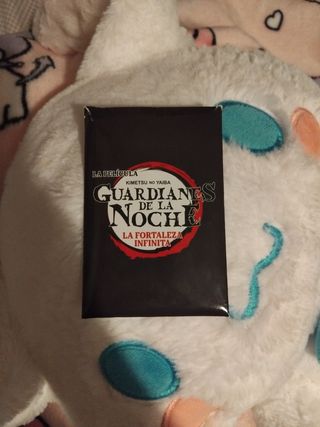 LA PELÍCULA
KIMETSU NO YAIBA
GUARDIANES
DE LA
NOCHE
LA FORTALEZA
INFINITA